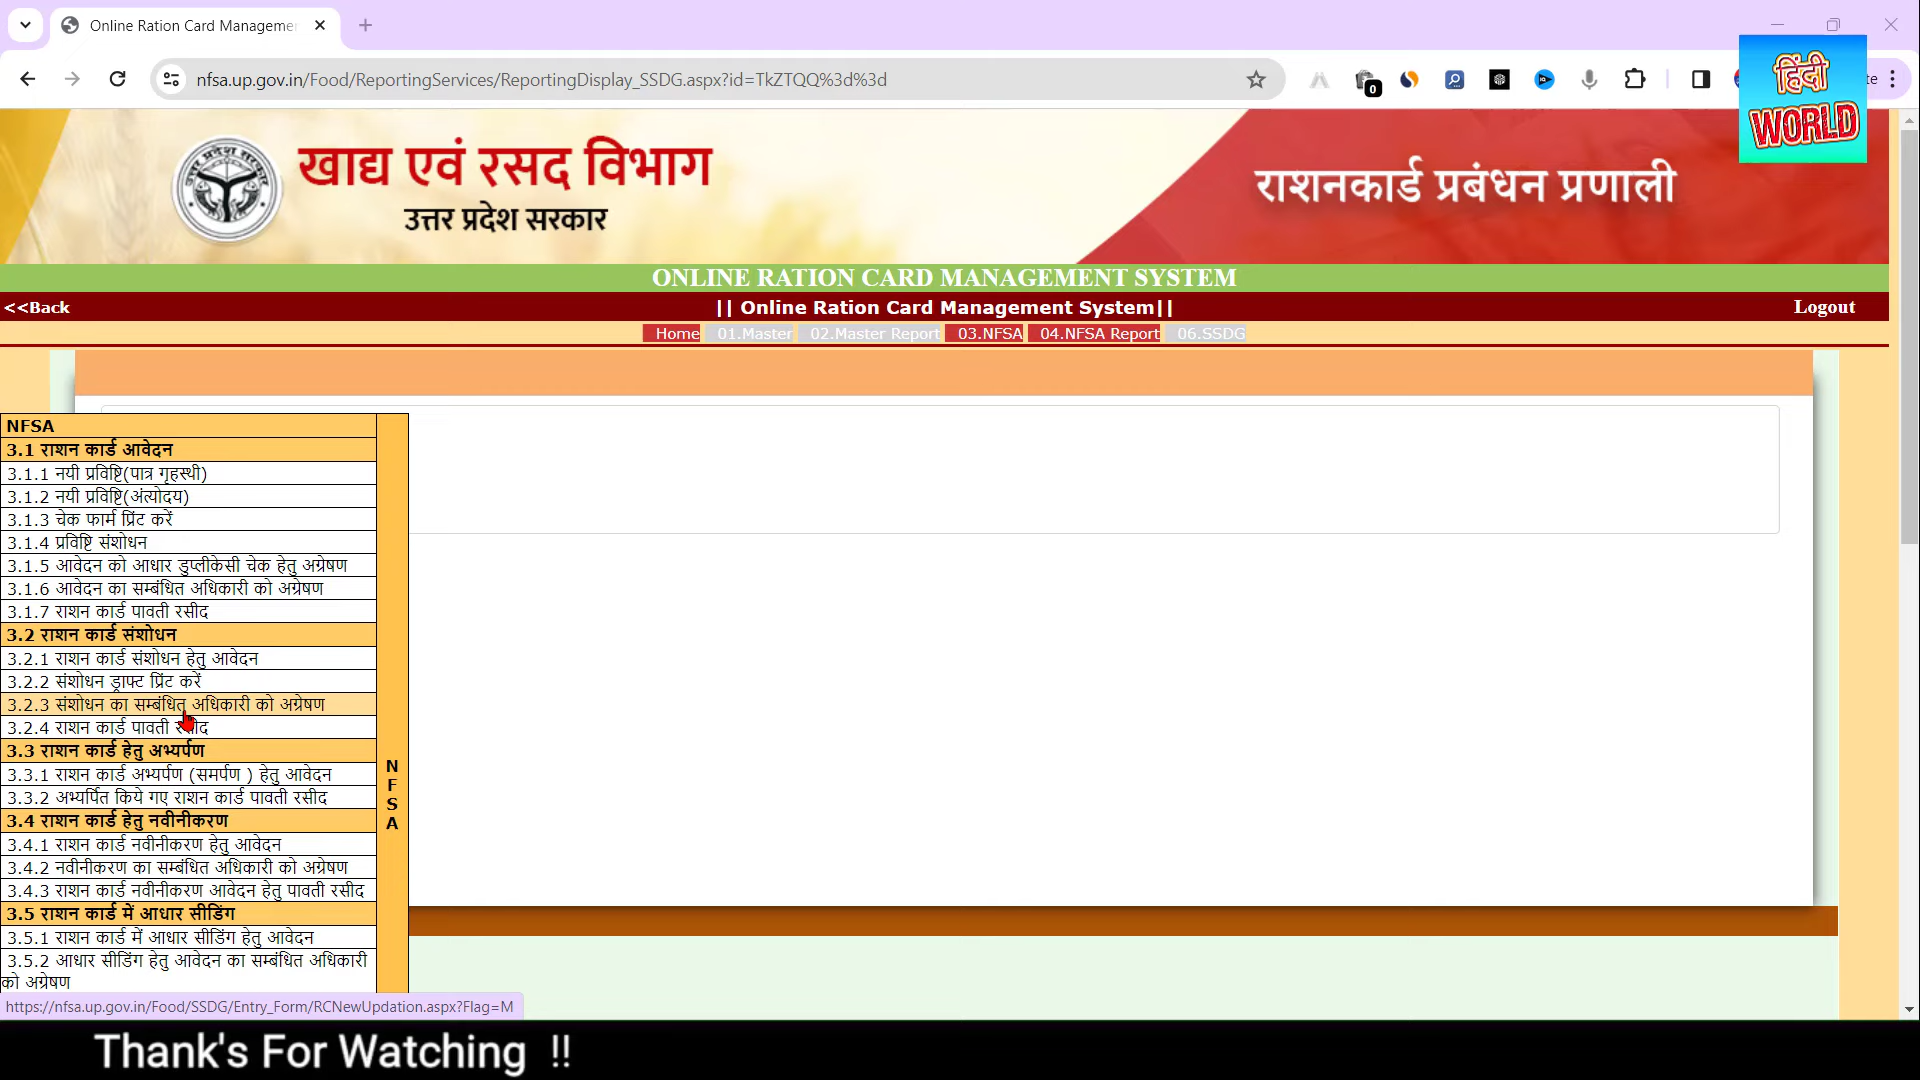 Online Ration Card Manageme
nfsa.up.gov.in/Food/ReportingServices/ReportingDisplay_SSDG.aspx?id=TkZTQQ%3d%3d
0
te
हिंदी
WORLD
खाद्य एवं रसद विभाग
उत्तर प्रदेश सरकार
राशनकार्ड प्रबंधन प्रणाली
ONLINE RATION CARD MANAGEMENT SYSTEM
<<Back
|| Online Ration Card Management System||
Logout
Home 01.Master 02.Master Report 03.NFSA 04.NFSA Report 06.SSDG
NFSA
3.1 राशन कार्ड आवेदन
3.1.1 नयी प्रविष्टि(पात्र गृहस्थी)
3.1.2 नयी प्रविष्टि(अंत्योदय)
3.1.3 चेक फार्म प्रिंट करें
3.1.4 प्रविष्टि संशोधन
3.1.5 आवेदन को आधार डुप्लीकेसी चेक हेतु अग्रेषण
3.1.6 आवेदन का सम्बंधित अधिकारी को अग्रेषण
3.1.7 राशन कार्ड पावती रसीद
3.2 राशन कार्ड संशोधन
3.2.1 राशन कार्ड संशोधन हेतु आवेदन
3.2.2 संशोधन ड्राफ्ट प्रिंट करें
3.2.3 संशोधन का सम्बंधित अधिकारी को अग्रेषण
3.2.4 राशन कार्ड पावती रसीद
3.3 राशन कार्ड हेतु अभ्यर्पण
3.3.1 राशन कार्ड अभ्यर्पण (समर्पण ) हेतु आवेदन
3.3.2 अभ्यर्पित किये गए राशन कार्ड पावती रसीद
3.4 राशन कार्ड हेतु नवीनीकरण
3.4.1 राशन कार्ड नवीनीकरण हेतु आवेदन
3.4.2 नवीनीकरण का सम्बंधित अधिकारी को अग्रेषण
3.4.3 राशन कार्ड नवीनीकरण आवेदन हेतु पावती रसीद
3.5 राशन कार्ड में आधार सीडिंग
3.5.1 राशन कार्ड में आधार सीडिंग हेतु आवेदन
3.5.2 आधार सीडिंग हेतु आवेदन का सम्बंधित अधिकारी
को अग्रेषण
N
F
S
A
https://nfsa.up.gov.in/Food/SSDG/Entry_Form/RCNewUpdation.aspx?Flag=M
Thank's For Watching !!